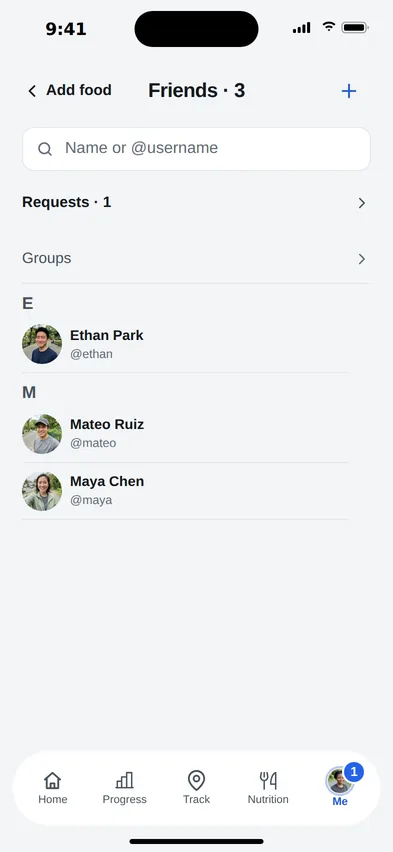 9:41
Add food
Friends · 3
Name or @username
Requests · 1
Groups
E
Ethan Park
@ethan
M
Mateo Ruiz
@mateo
Maya Chen
@maya
1
Home
Progress
Track
Nutrition
Me